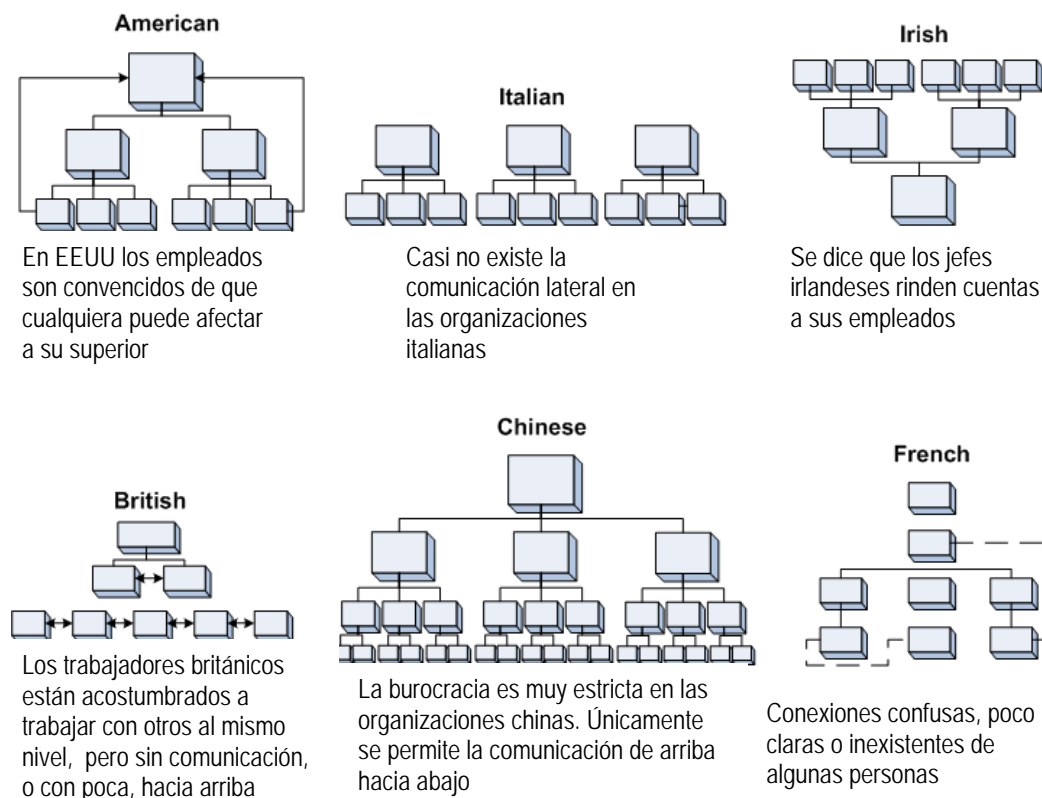 American
En EEUU los empleados
son convencidos de que
cualquiera puede afectar
a su superior
Italian
Casi no existe la
comunicación lateral en
las organizaciones
italianas
Irish
Se dice que los jefes
irlandeses rinden cuentas
a sus empleados
British
Los trabajadores británicos
están acostumbrados a
trabajar con otros al mismo
nivel, pero sin comunicación,
o con poca, hacia arriba
Chinese
La burocracia es muy estricta en las
organizaciones chinas. Únicamente
se permite la comunicación de arriba
hacia abajo
French
Conexiones confusas, poco
claras o inexistentes de
algunas personas